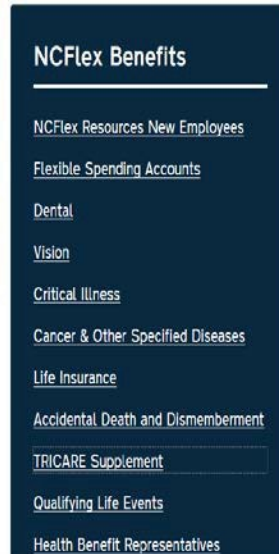 NCFlex Benefits
NCFlex Resources New Employees
Flexible Spending Accounts
Dental
Vision
Critical Illness
Cancer & Other Specified Diseases
Life Insurance
Accidental Death and Dismemberment
TRICARE Supplement
Qualifying Life Events
Health Benefit Representatives